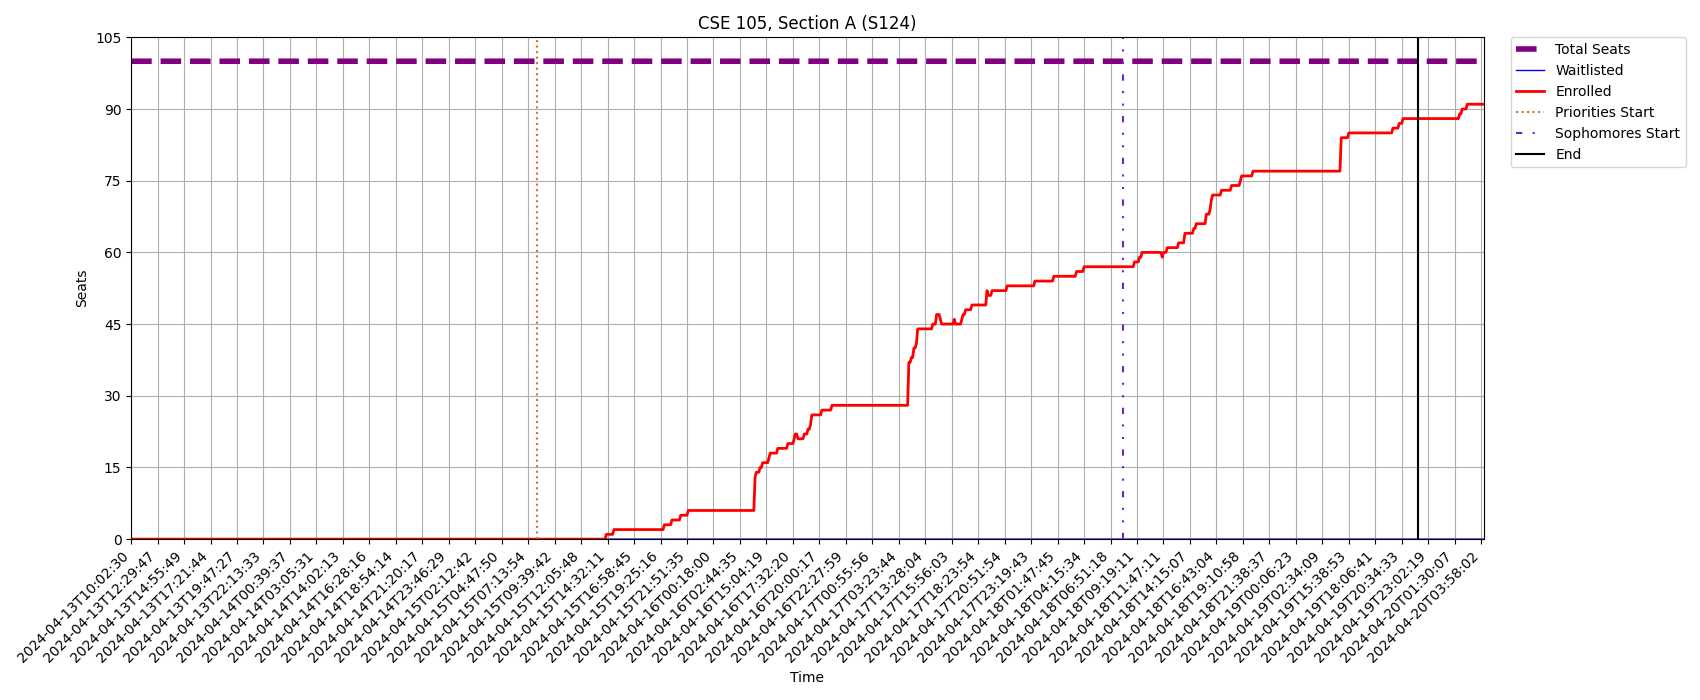 CSE 105, Section A (S124)
105
90
75
60
45
30
15
0
Seats
Total Seats
Waitlisted
Enrolled
Priorities Start
Sophomores Start
End
2024-04-13T10:02:30
2024-04-13T12:29:47
2024-04-13T14:55:49
2024-04-13T17:21:44
2024-04-13T19:47:27
2024-04-13T22:13:33
2024-04-14T00:39:37
2024-04-14T03:05:31
2024-04-14T14:02:13
2024-04-14T16:28:16
2024-04-14T18:54:14
2024-04-14T21:20:17
2024-04-14T23:46:29
2024-04-15T02:12:42
2024-04-15T04:47:50
2024-04-15T07:13:54
2024-04-15T09:39:42
2024-04-15T12:05:48
2024-04-15T14:32:11
2024-04-15T16:58:45
2024-04-15T19:25:16
2024-04-15T21:51:35
2024-04-16T00:18:00
2024-04-16T02:44:35
2024-04-16T15:04:19
2024-04-16T17:32:20
2024-04-16T20:00:17
2024-04-16T22:27:59
2024-04-17T00:55:56
2024-04-17T03:23:44
2024-04-17T13:28:04
2024-04-17T15:56:03
2024-04-17T18:23:54
2024-04-17T20:51:54
2024-04-17T23:19:43
2024-04-18T01:47:45
2024-04-18T04:15:34
2024-04-18T06:51:18
2024-04-18T09:19:11
2024-04-18T11:47:11
2024-04-18T14:15:07
2024-04-18T16:43:04
2024-04-18T19:10:58
2024-04-18T21:38:37
2024-04-19T00:06:23
2024-04-19T02:34:09
2024-04-19T15:38:53
2024-04-19T18:06:41
2024-04-19T20:34:33
2024-04-19T23:02:19
2024-04-20T01:30:07
2024-04-20T03:58:02
Time